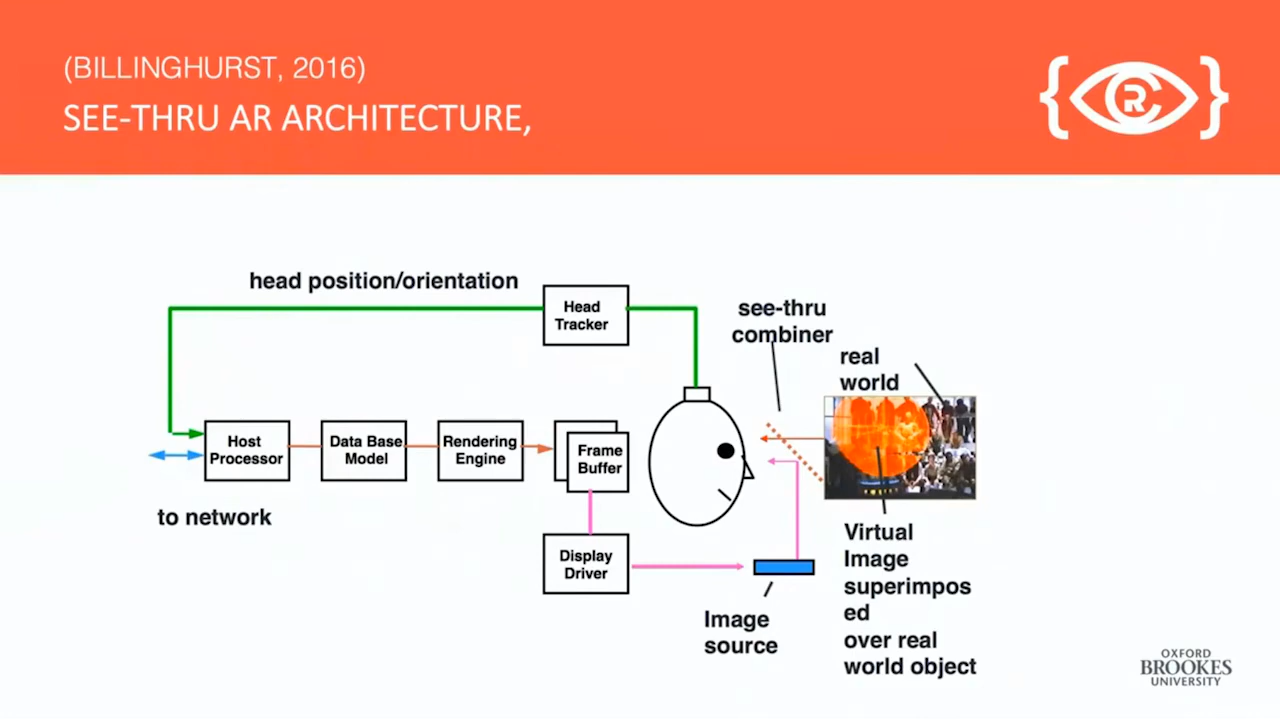 (BILLINGHURST, 2016)
SEE-THRU AR ARCHITECTURE,
{ RC }
head position/orientation
Head
Tracker
see-thru
combiner
real
world
Host
Processor
Data Base
Model
Rendering
Engine
Frame
Buffer
to network
Display
Driver
Image
source
Virtual
Image
superimpos
ed
over real
world object
OXFORD
BROOKES
UNIVERSITY